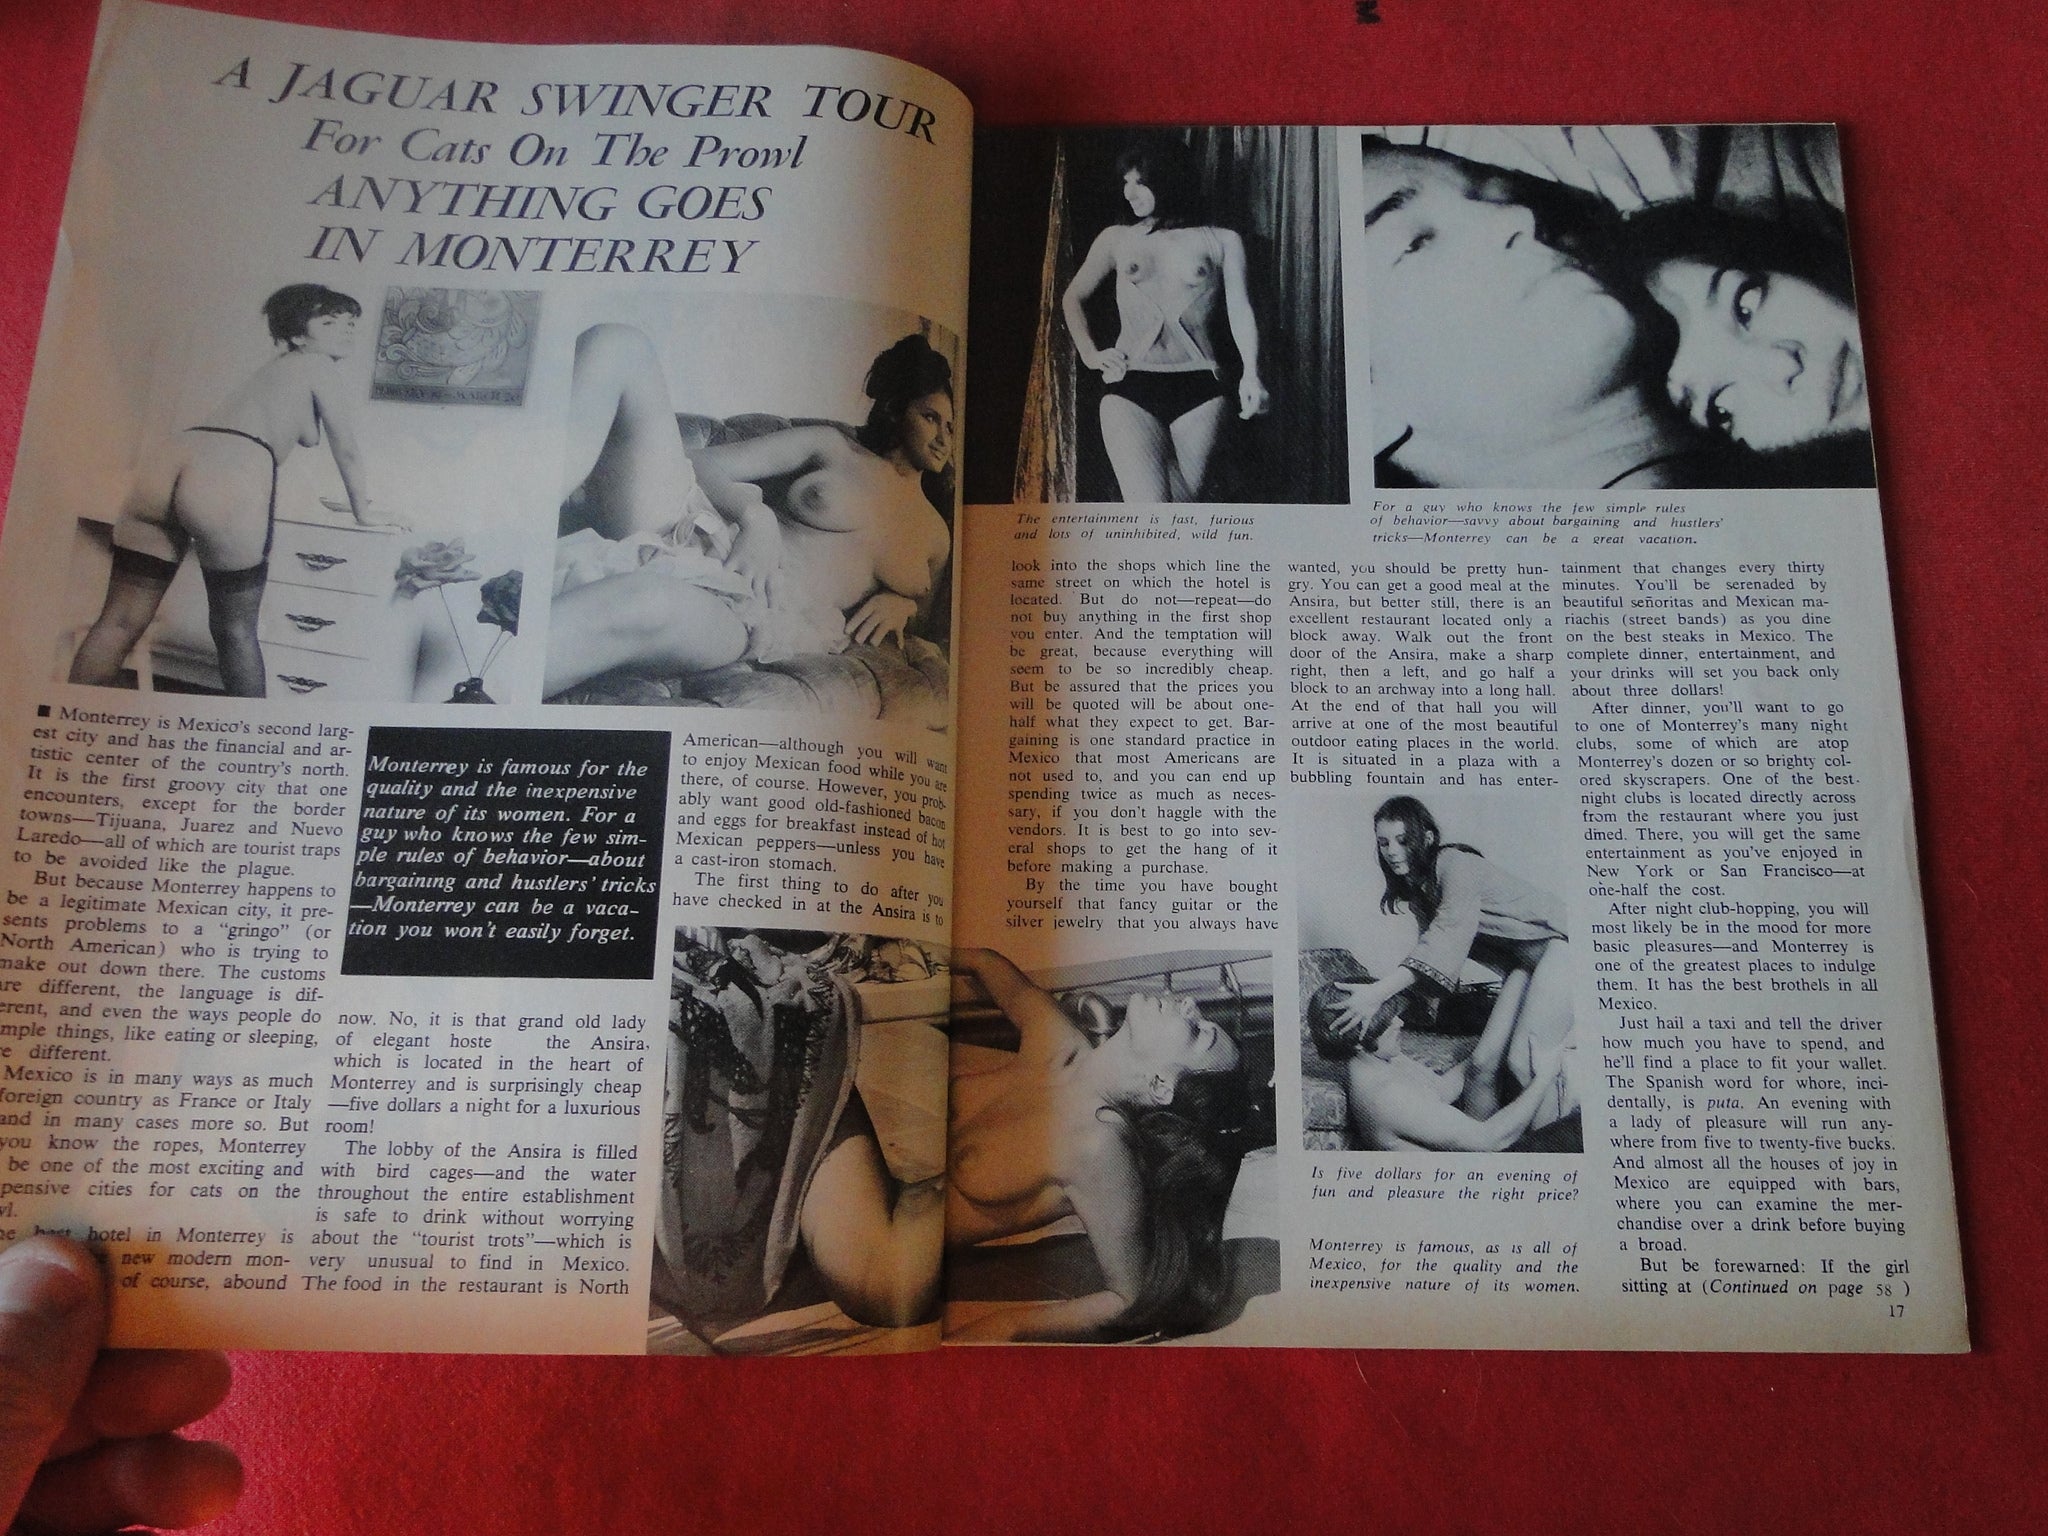 A JAGUAR SWINGER TOUR
For Cats On The Prowl
ANYTHING GOES
IN MONTERREY
■ Monterrey is Mexico's second larg-
est city and has the financial and ar-
tistic center of the country's north.
It is the first groovy city that one
encounters, except for the border
towns—Tijuana, Juarez and Nuevo
Laredo—all of which are tourist traps
to be avoided like the plague.
But because Monterrey happens to
be a legitimate Mexican city, it pre-
sents problems to a "gringo" (or
North American) who is trying to
make out down there. The customs
are different, the language is dif-
erent, and even the ways people do
mple things, like eating or sleeping,
e different.
Mexico is in many ways as much
foreign country as France or Italy
and in many cases more so. But
you know the ropes, Monterrey
be one of the most exciting and
pensive cities for cats on the
wl.
best hotel in Monterrey is
new modern mon-
of course, abound
Monterrey is famous for the
quality and the inexpensive
nature of its women. For a
guy who knows the few sim-
ple rules of behavior—about
bargaining and hustlers' tricks
—Monterrey can be a vaca-
tion you won't easily forget.
now. No, it is that grand old lady
of elegant hoste the Ansira,
which is located in the heart of
Monterrey and is surprisingly cheap
—five dollars a night for a luxurious
room!
The lobby of the Ansira is filled
with bird cages—and the water
throughout the entire establishment
is safe to drink without worrying
about the "tourist trots"—which is
very unusual to find in Mexico.
The food in the restaurant is North
American—although you will want
to enjoy Mexican food while you are
there, of course. However, you prob-
ably want good old-fashioned bacon
and eggs for breakfast instead of hot
Mexican peppers—unless you have
a cast-iron stomach.
The first thing to do after you
have checked in at the Ansira is to
The entertainment is fast, furious
and lots of uninhibited, wild fun.
For a guy who knows the few simple rules
of behavior—savvy about bargaining and hustlers'
tricks—Monterrey can be a great vacation.
look into the shops which line the
same street on which the hotel is
located. But do not—repeat—do
not buy anything in the first shop
you enter. And the temptation will
be great, because everything will
seem to be so incredibly cheap.
But be assured that the prices you
will be quoted will be about one-
half what they expect to get. Bar-
gaining is one standard practice in
Mexico that most Americans are
not used to, and you can end up
spending twice as much as neces-
sary, if you don't haggle with the
vendors. It is best to go into sev-
eral shops to get the hang of it
before making a purchase.
By the time you have bought
yourself that fancy guitar or the
silver jewelry that you always have
wanted, you should be pretty hun-
gry. You can get a good meal at the
Ansira, but better still, there is an
excellent restaurant located only a
block away. Walk out the front
door of the Ansira, make a sharp
right, then a left, and go half a
block to an archway into a long hall.
At the end of that hall you will
arrive at one of the most beautiful
outdoor eating places in the world.
It is situated in a plaza with a
bubbling fountain and has enter-
Is five dollars for an evening of
fun and pleasure the right price?
Monterrey is famous, as is all of
Mexico, for the quality and the
inexpensive nature of its women.
tainment that changes every thirty
minutes. You'll be serenaded by
beautiful señoritas and Mexican ma-
riachis (street bands) as you dine
on the best steaks in Mexico. The
complete dinner, entertainment, and
your drinks will set you back only
about three dollars!
After dinner, you'll want to go
to one of Monterrey's many night
clubs, some of which are atop
Monterrey's dozen or so brighty col-
ored skyscrapers. One of the best
night clubs is located directly across
from the restaurant where you just
dined. There, you will get the same
entertainment as you've enjoyed in
New York or San Francisco—at
one-half the cost.
After night club-hopping, you will
most likely be in the mood for more
basic pleasures—and Monterrey is
one of the greatest places to indulge
them. It has the best brothels in all
Mexico.
Just hail a taxi and tell the driver
how much you have to spend, and
he'll find a place to fit your wallet.
The Spanish word for whore, inci-
dentally, is puta. An evening with
a lady of pleasure will run any-
where from five to twenty-five bucks.
And almost all the houses of joy in
Mexico are equipped with bars,
where you can examine the mer-
chandise over a drink before buying
a broad.
But be forewarned: If the girl
sitting at (Continued on page 58 )
17